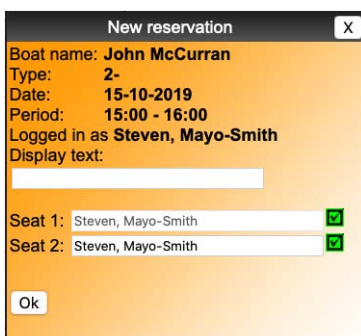 New reservation X
Boat name: John McCurran
Type: 2-
Date: 15-10-2019
Period: 15:00 - 16:00
Logged in as Steven, Mayo-Smith
Display text:
Seat 1: Steven, Mayo-Smith
Seat 2: Steven, Mayo-Smith
Ok